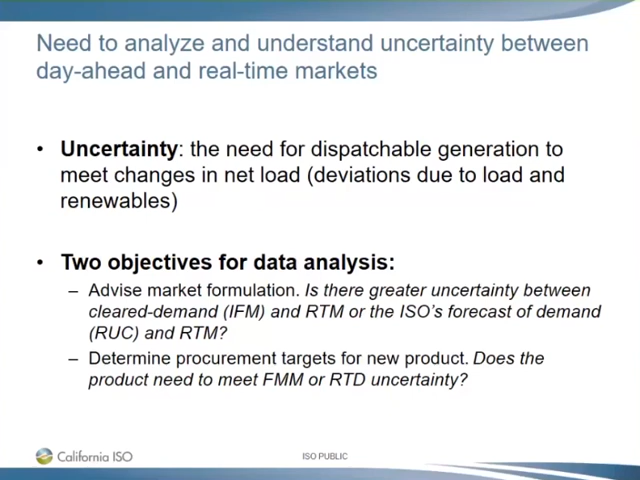 Need to analyze and understand uncertainty between
day-ahead and real-time markets
• Uncertainty: the need for dispatchable generation to
meet changes in net load (deviations due to load and
renewables)
• Two objectives for data analysis:
– Advise market formulation. Is there greater uncertainty between
cleared-demand (IFM) and RTM or the ISO's forecast of demand
(RUC) and RTM?
– Determine procurement targets for new product. Does the
product need to meet FMM or RTD uncertainty?
California ISO
ISO PUBLIC